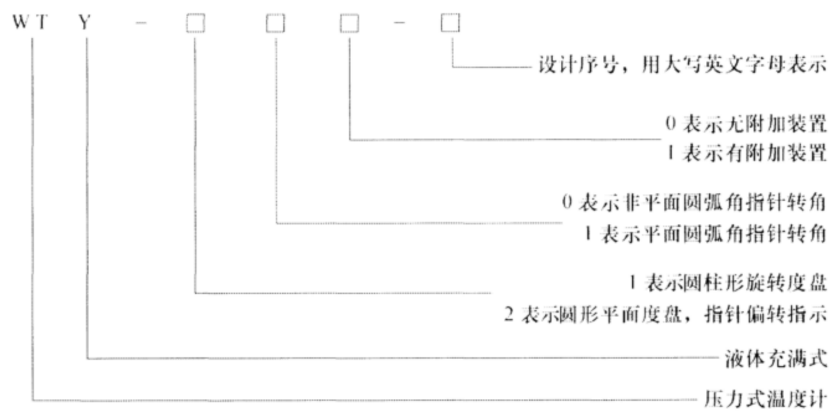 WT Y - □ □ □ - □
设计序号，用大写英文字母表示
0 表示无附加装置
1 表示有附加装置
0 表示非平面圆弧角指针转角
1 表示平面圆弧角指针转角
1 表示圆柱形旋转度盘
2 表示圆形平面度盘，指针偏转指示
液体充满式
压力式温度计